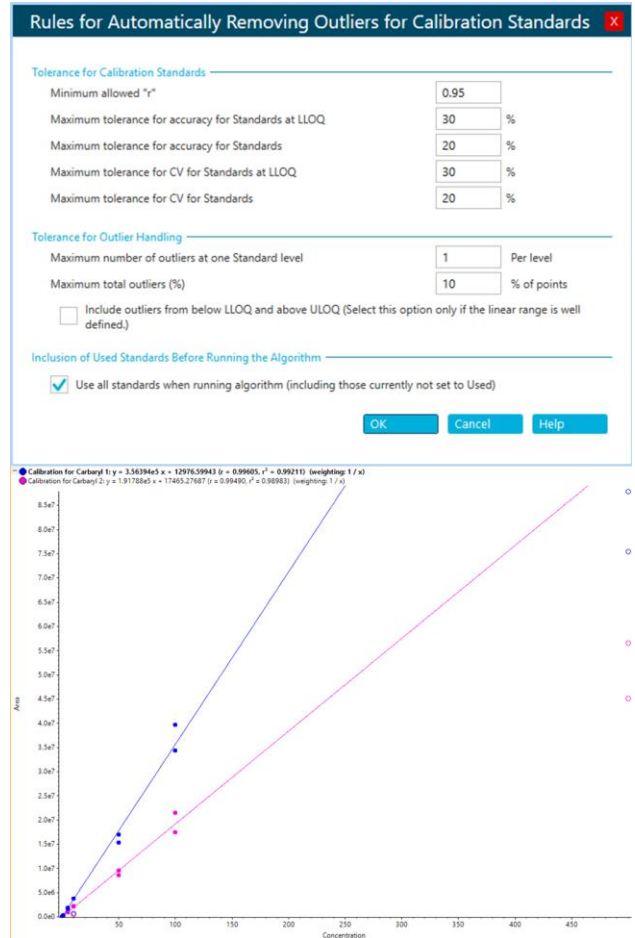 Rules for Automatically Removing Outliers for Calibration Standards X
Tolerance for Calibration Standards
Minimum allowed "r" 0.95
Maximum tolerance for accuracy for Standards at LLOQ 30 %
Maximum tolerance for accuracy for Standards 20 %
Maximum tolerance for CV for Standards at LLOQ 30 %
Maximum tolerance for CV for Standards 20 %
Tolerance for Outlier Handling
Maximum number of outliers at one Standard level 1 Per level
Maximum total outliers (%) 10 % of points
Include outliers from below LLOQ and above ULOQ (Select this option only if the linear range is well
defined.)
Inclusion of Used Standards Before Running the Algorithm
Use all standards when running algorithm (including those currently not set to Used)
OK Cancel Help
Calibration for Carbaryl 1: y = 3.56394e5 x + 12976.59943 (r = 0.99605, r² = 0.99211) (weighting: 1 / x)
Calibration for Carbaryl 2: y = 1.91788e5 x + 17465.27687 (r = 0.99490, r² = 0.98983) (weighting: 1 / x)
8.5e7
8.0e7
7.5e7
7.0e7
6.5e7
6.0e7
5.5e7
5.0e7
4.5e7
4.0e7
3.5e7
3.0e7
2.5e7
2.0e7
1.5e7
1.0e7
5.0e6
0.0e0
Area
50 100 150 200 250 300 350 400 450
Concentration